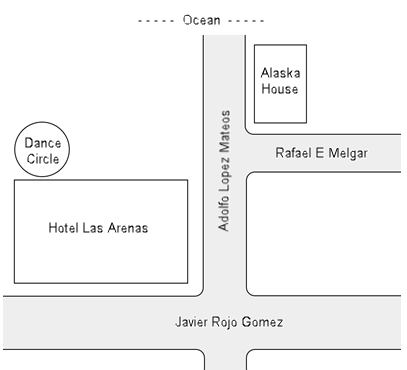 ----- Ocean -----
Alaska
House
Adolfo Lopez Mateos
Dance
Circle
Rafael E Melgar
Hotel Las Arenas
Javier Rojo Gomez